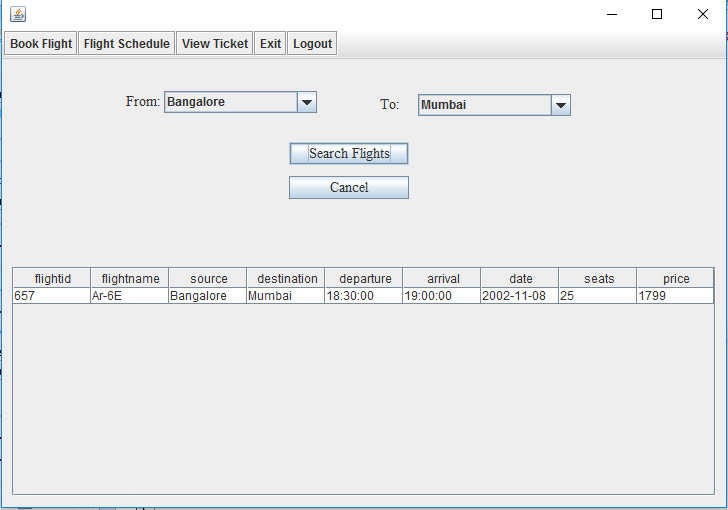 Book Flight Flight Schedule View Ticket Exit Logout
From: Bangalore To: Mumbai
Search Flights
Cancel
flightid flightname source destination departure arrival date seats price
657 Ar-6E Bangalore Mumbai 18:30:00 19:00:00 2002-11-08 25 1799